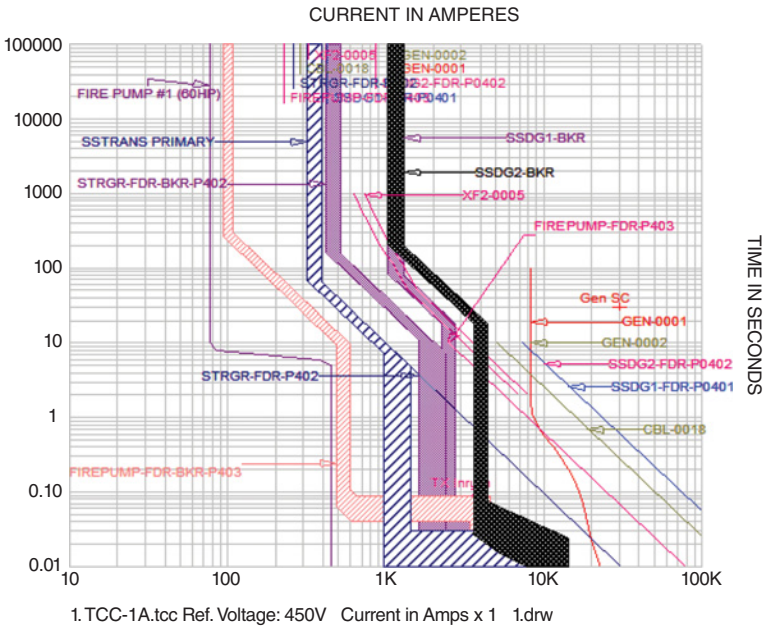 CURRENT IN AMPERES
100000
10000
1000
100
10
1
0.10
0.01
XF2-0005
GEN-0002
CBL-0018
GEN-0001
FIRE PUMP #1 (60HP)
SSTRANS PRIMARY
SSDG1-BKR
STRGR-FDR-BKR-P402
SSDG2-BKR
XF2-0005
FIREPUMP-FDR-P403
Gen SC
GEN-0001
GEN-0002
SSDG2-FDR-P0402
STRGR-FDR-P402
SSDG1-FDR-P0401
CBL-0018
FIREPUMP-FDR-BKR-P403
TIME IN SECONDS
10
100
1K
10K
100K
1. TCC-1A.tcc Ref. Voltage: 450V Current in Amps x 1 1.drw